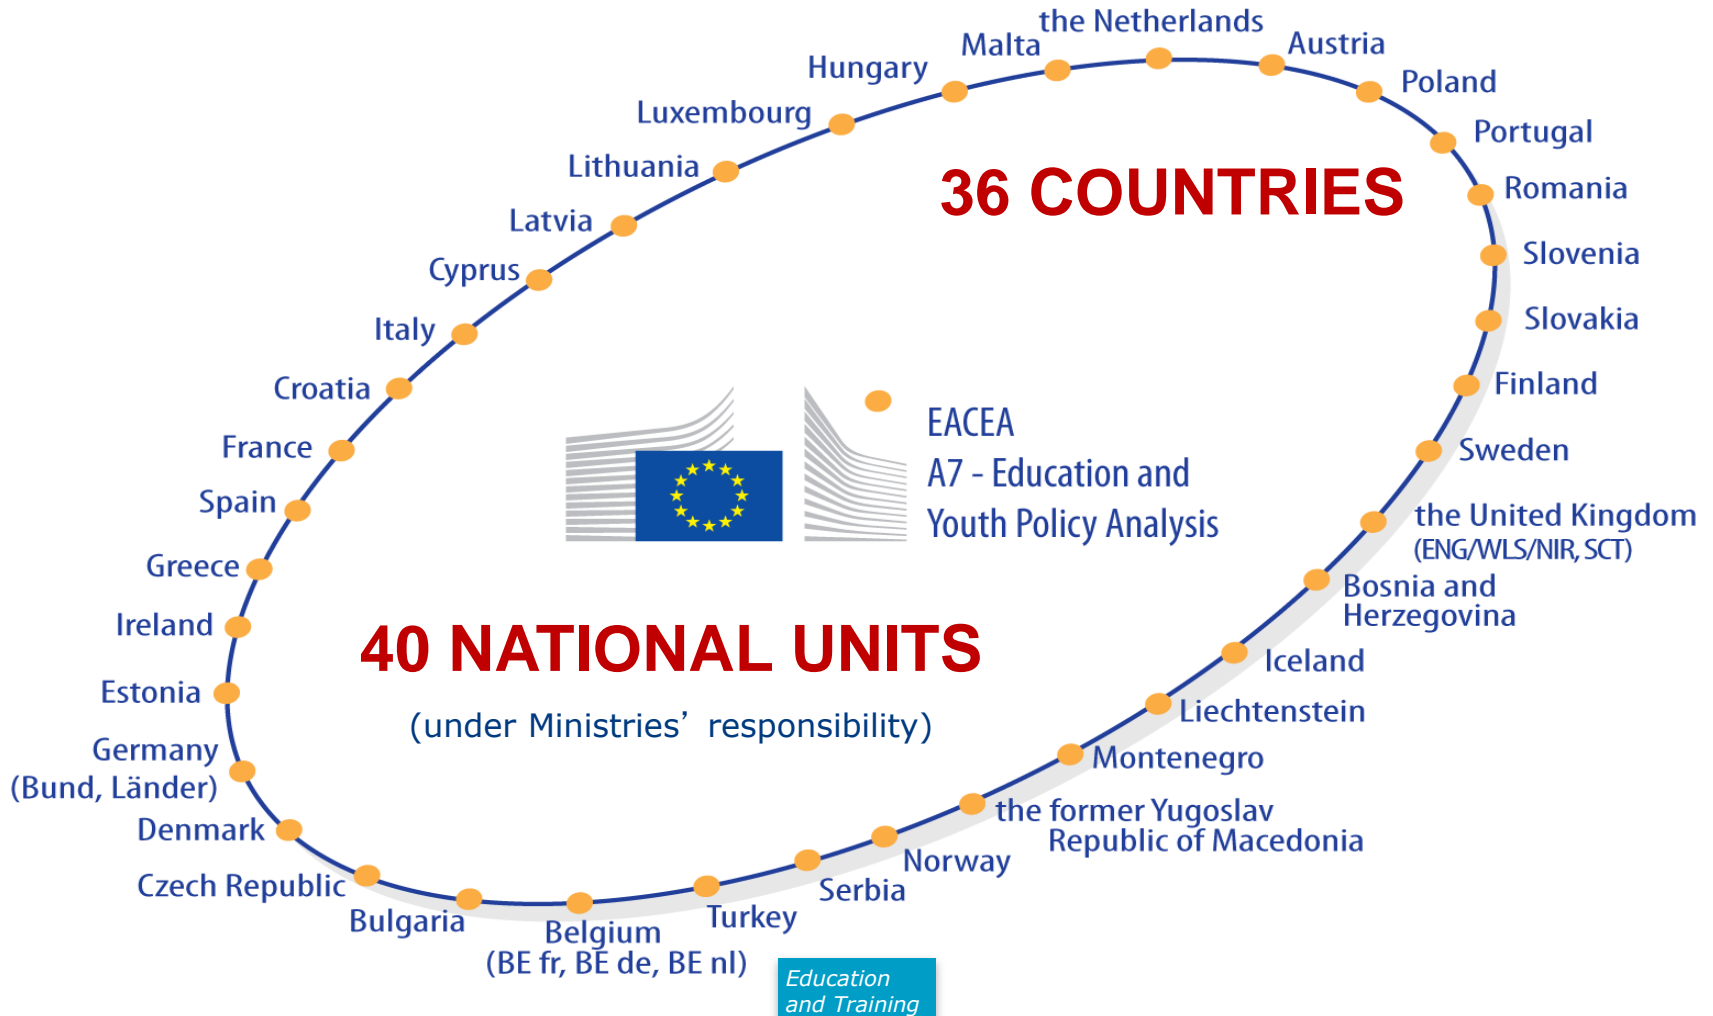 the Netherlands
Malta
Austria
Hungary
Poland
Luxembourg
Portugal
Lithuania
36 COUNTRIES
Romania
Latvia
Slovenia
Cyprus
Italy
Slovakia
Croatia
Finland
EACEA
A7 - Education and
Youth Policy Analysis
France
Sweden
Spain
the United Kingdom
(ENG/WLS/NIR, SCT)
Greece
Bosnia and
Herzegovina
Ireland
40 NATIONAL UNITS
(under Ministries’ responsibility)
Iceland
Estonia
Liechtenstein
Germany
(Bund, Länder)
Montenegro
the former Yugoslav
Republic of Macedonia
Denmark
Norway
Czech Republic
Serbia
Bulgaria
Turkey
Belgium
(BE fr, BE de, BE nl)
Education
and Training